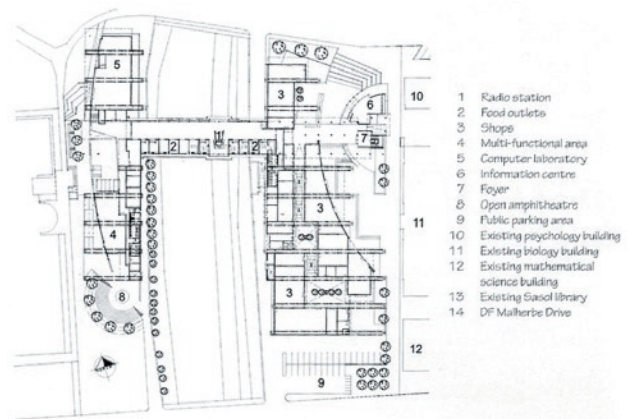 5
3
6
10
7
2
2
3
11
4
8
3
12
9
1 Radio station
2 Food outlets
3 Shops
4 Multi-functional area
5 Computer laboratory
6 Information centre
7 Foyer
8 Open amphitheatre
9 Public parking area
10 Existing psychology building
11 Existing biology building
12 Existing mathematical
science building
13 Existing Sasol library
14 DF Malherbe Drive